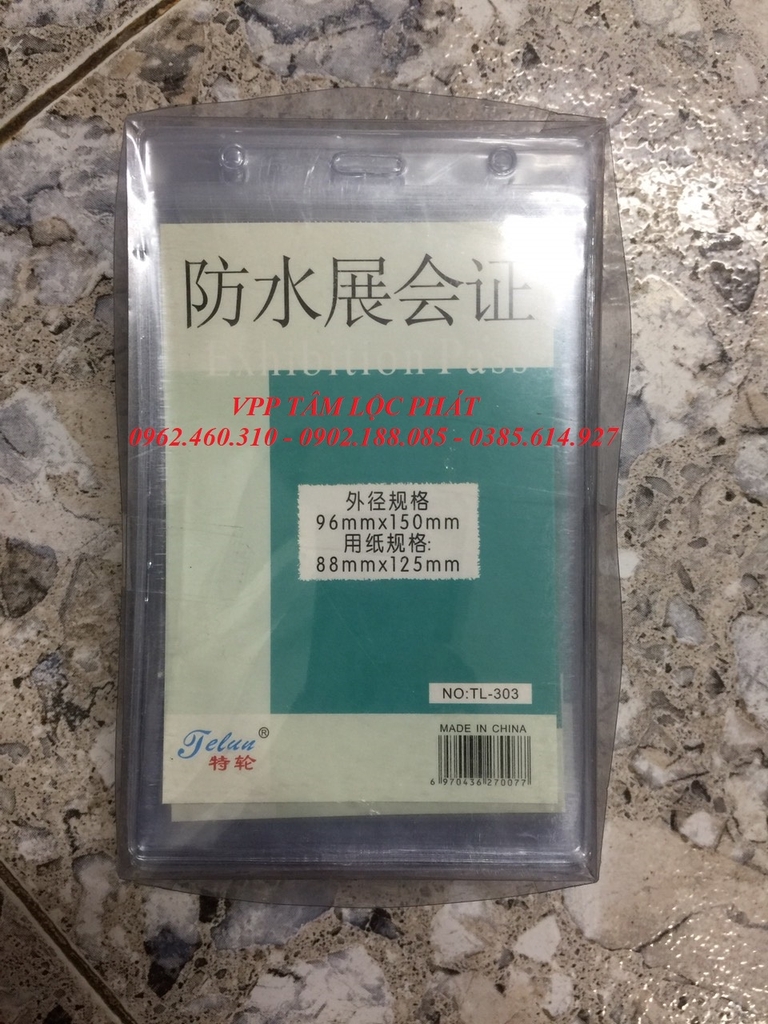 防水展会证
Exhibition Pass
VPP TÂM LỘC PHÁT
0962.460.310 - 0902.188.085 - 0385.614.927
外径规格
96mmx150mm
用纸规格:
88mmx125mm
NO:TL-303
MADE IN CHINA
Telun®
特轮
6 970436 270077